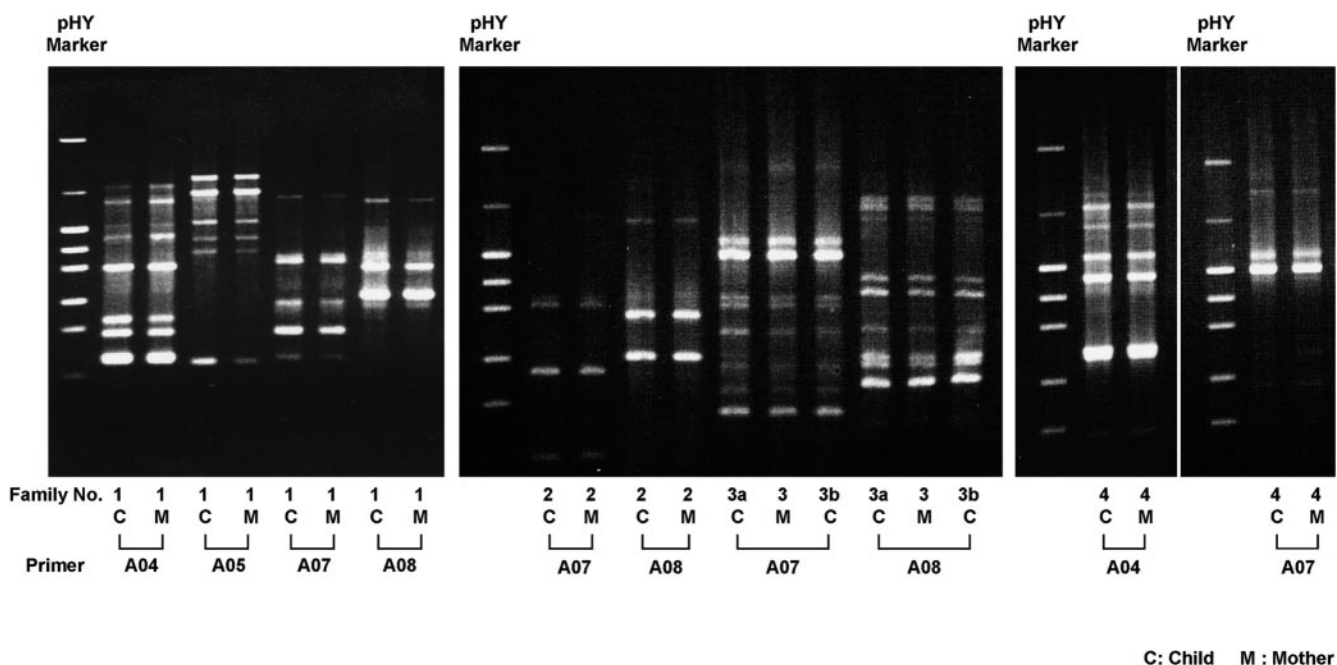 pHY pHY pHY pHY
Marker Marker Marker Marker
Family No. 1 1 1 1 1 1 1 1 2 2 2 2 3a 3 3b 3a 3 3b 4 4 4 4
C M C M C M C M C M C M C M C C M C C M C M
Primer A04 A05 A07 A08 A07 A08 A07 A08 A04 A07
C: Child M : Mother